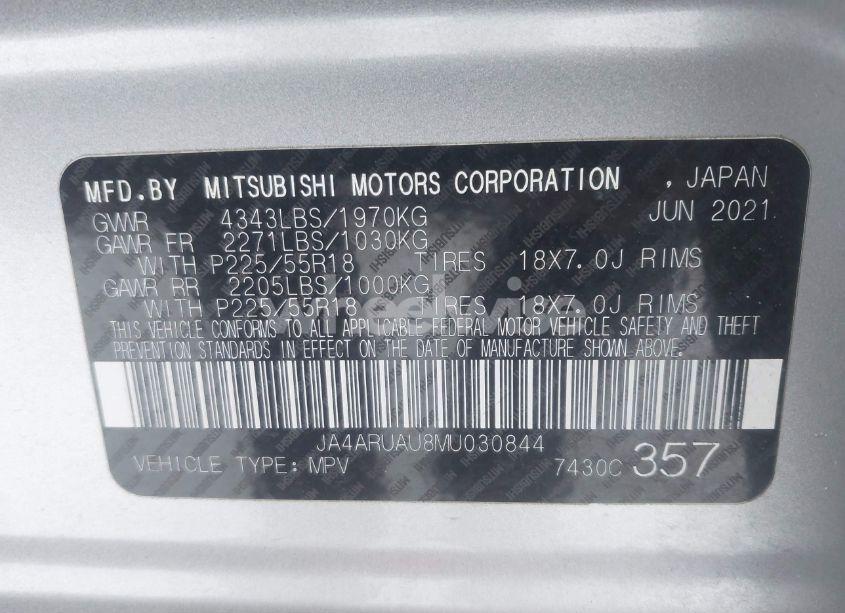 MFD.BY MITSUBISHI MOTORS CORPORATION , JAPAN
GVWR 4343LBS/1970KG JUN 2021
GAWR FR 2271LBS/1030KG
WITH P225/55R18 TIRES 18X7.0J RIMS
GAWR RR 2205LBS/1000KG
WITH P225/55R18 TIRES 18X7.0J RIMS
THIS VEHICLE CONFORMS TO ALL APPLICABLE FEDERAL MOTOR VEHICLE SAFETY AND THEFT
PREVENTION STANDARDS IN EFFECT ON THE DATE OF MANUFACTURE SHOWN ABOVE.
JA4ARUAU8MU030844
VEHICLE TYPE: MPV 7430C 357